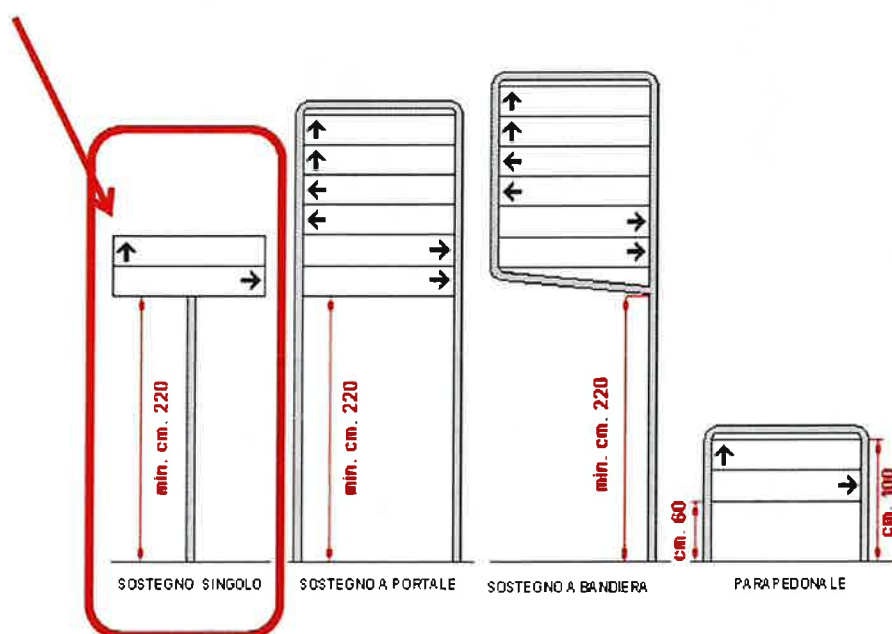 min. cm. 220
min. cm. 220
min. cm. 220
cm. 60
cm. 100
SOSTEGNO SINGOLO
SOSTEGNO A PORTALE
SOSTEGNO A BANDIERA
PARAPEDONALE